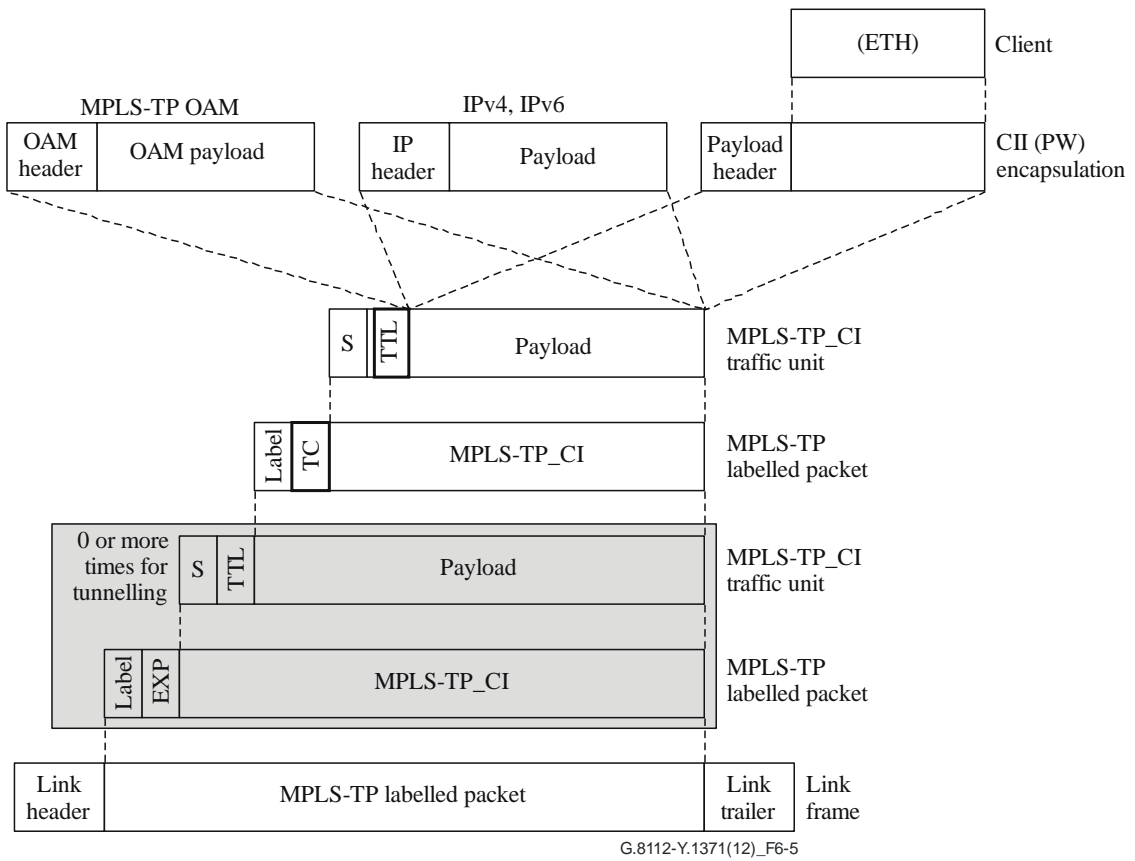 (ETH)
Client
MPLS-TP OAM
IPv4, IPv6
OAM
header
OAM payload
IP
header
Payload
Payload
header
CII (PW)
encapsulation
S
TTL
Payload
MPLS-TP_CI
traffic unit
Label
TC
MPLS-TP_CI
MPLS-TP
labelled packet
0 or more
times for
tunnelling
S
TTL
Payload
MPLS-TP_CI
traffic unit
Label
EXP
MPLS-TP_CI
MPLS-TP
labelled packet
Link
header
MPLS-TP labelled packet
Link
trailer
Link
frame
G.8112-Y.1371(12)_F6-5